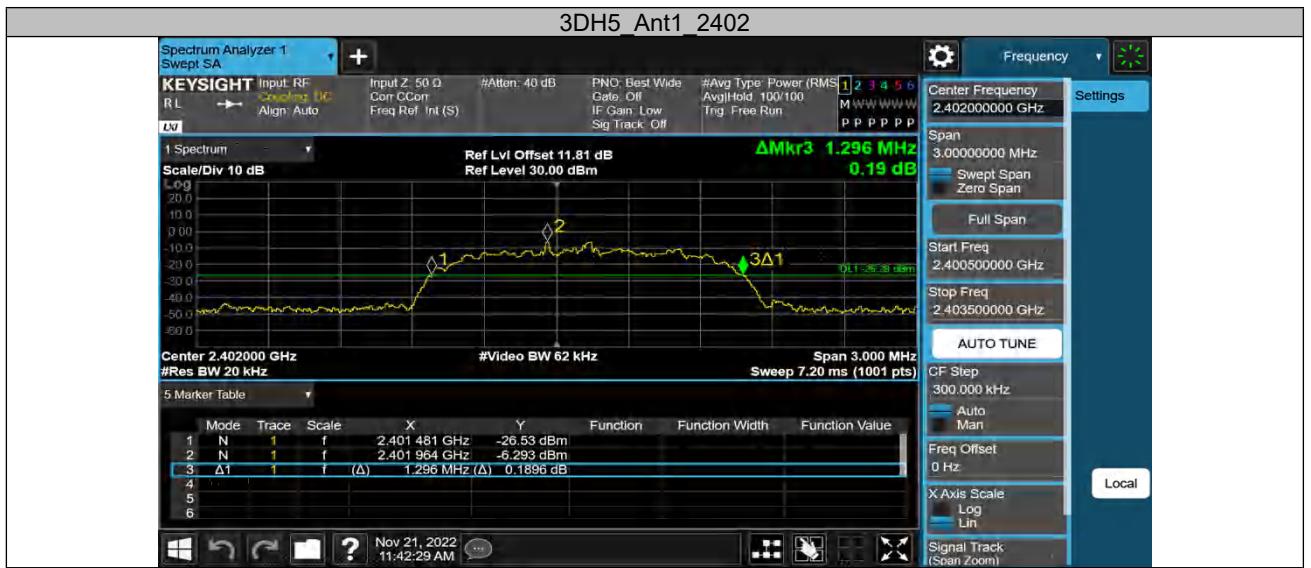 3DH5_Ant1_2402
Spectrum Analyzer 1
Swept SA
+
Frequency
KEYSIGHT Input: RF Input Z: 50 Ω #Atten: 40 dB PNO: Best Wide #Avg Type: Power (RMS 1 2 3 4 5 6
RL Coupling: DC Corr CCorr Gate: Off Avg|Hold: 100/100 M W W W W W
Align: Auto Freq Ref: Int (S) IF Gain: Low Trig: Free Run P P P P P P
LXI Sig Track: Off
1 Spectrum
Ref Lvl Offset 11.81 dB
ΔMkr3 1.296 MHz
Scale/Div 10 dB
Ref Level 30.00 dBm
0.19 dB
Log
20.0
10.0
0.00
-10.0
-20.0
-30.0
-40.0
-50.0
-60.0
1
2
3Δ1
Center 2.402000 GHz #Video BW 62 kHz Span 3.000 MHz
#Res BW 20 kHz Sweep 7.20 ms (1001 pts)
5 Marker Table
Mode Trace Scale X Y Function Function Width Function Value
1 N 1 f 2.401 481 GHz -26.53 dBm
2 N 1 f 2.401 964 GHz -6.293 dBm
3 Δ1 1 f (Δ) 1.296 MHz (Δ) 0.1896 dB
4
5
6
? Nov 21, 2022
11:42:29 AM
Center Frequency
2.402000000 GHz
Span
3.00000000 MHz
Swept Span
Zero Span
Full Span
Start Freq
2.400500000 GHz
Stop Freq
2.403500000 GHz
AUTO TUNE
CF Step
300.000 kHz
Auto
Man
Freq Offset
0 Hz
X Axis Scale
Log
Lin
Signal Track
(Span Zoom)
Settings
Local